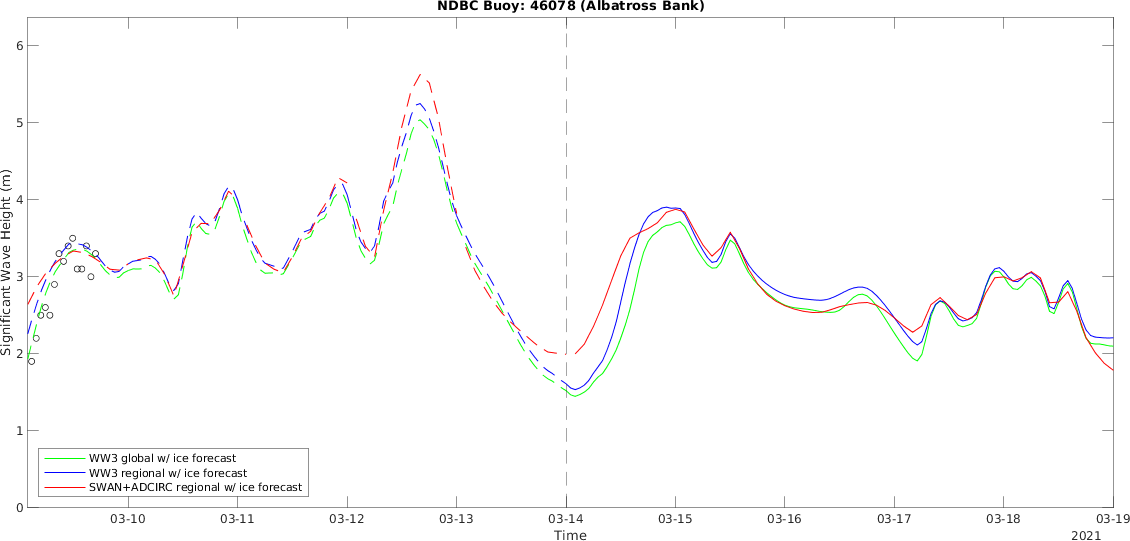 NDBC Buoy: 46078 (Albatross Bank)
6
5
4
3
2
1
0
Significant Wave Height (m)
WW3 global w/ ice forecast
WW3 regional w/ ice forecast
SWAN+ADCIRC regional w/ ice forecast
03-10 03-11 03-12 03-13 03-14 03-15 03-16 03-17 03-18 03-19
Time
2021